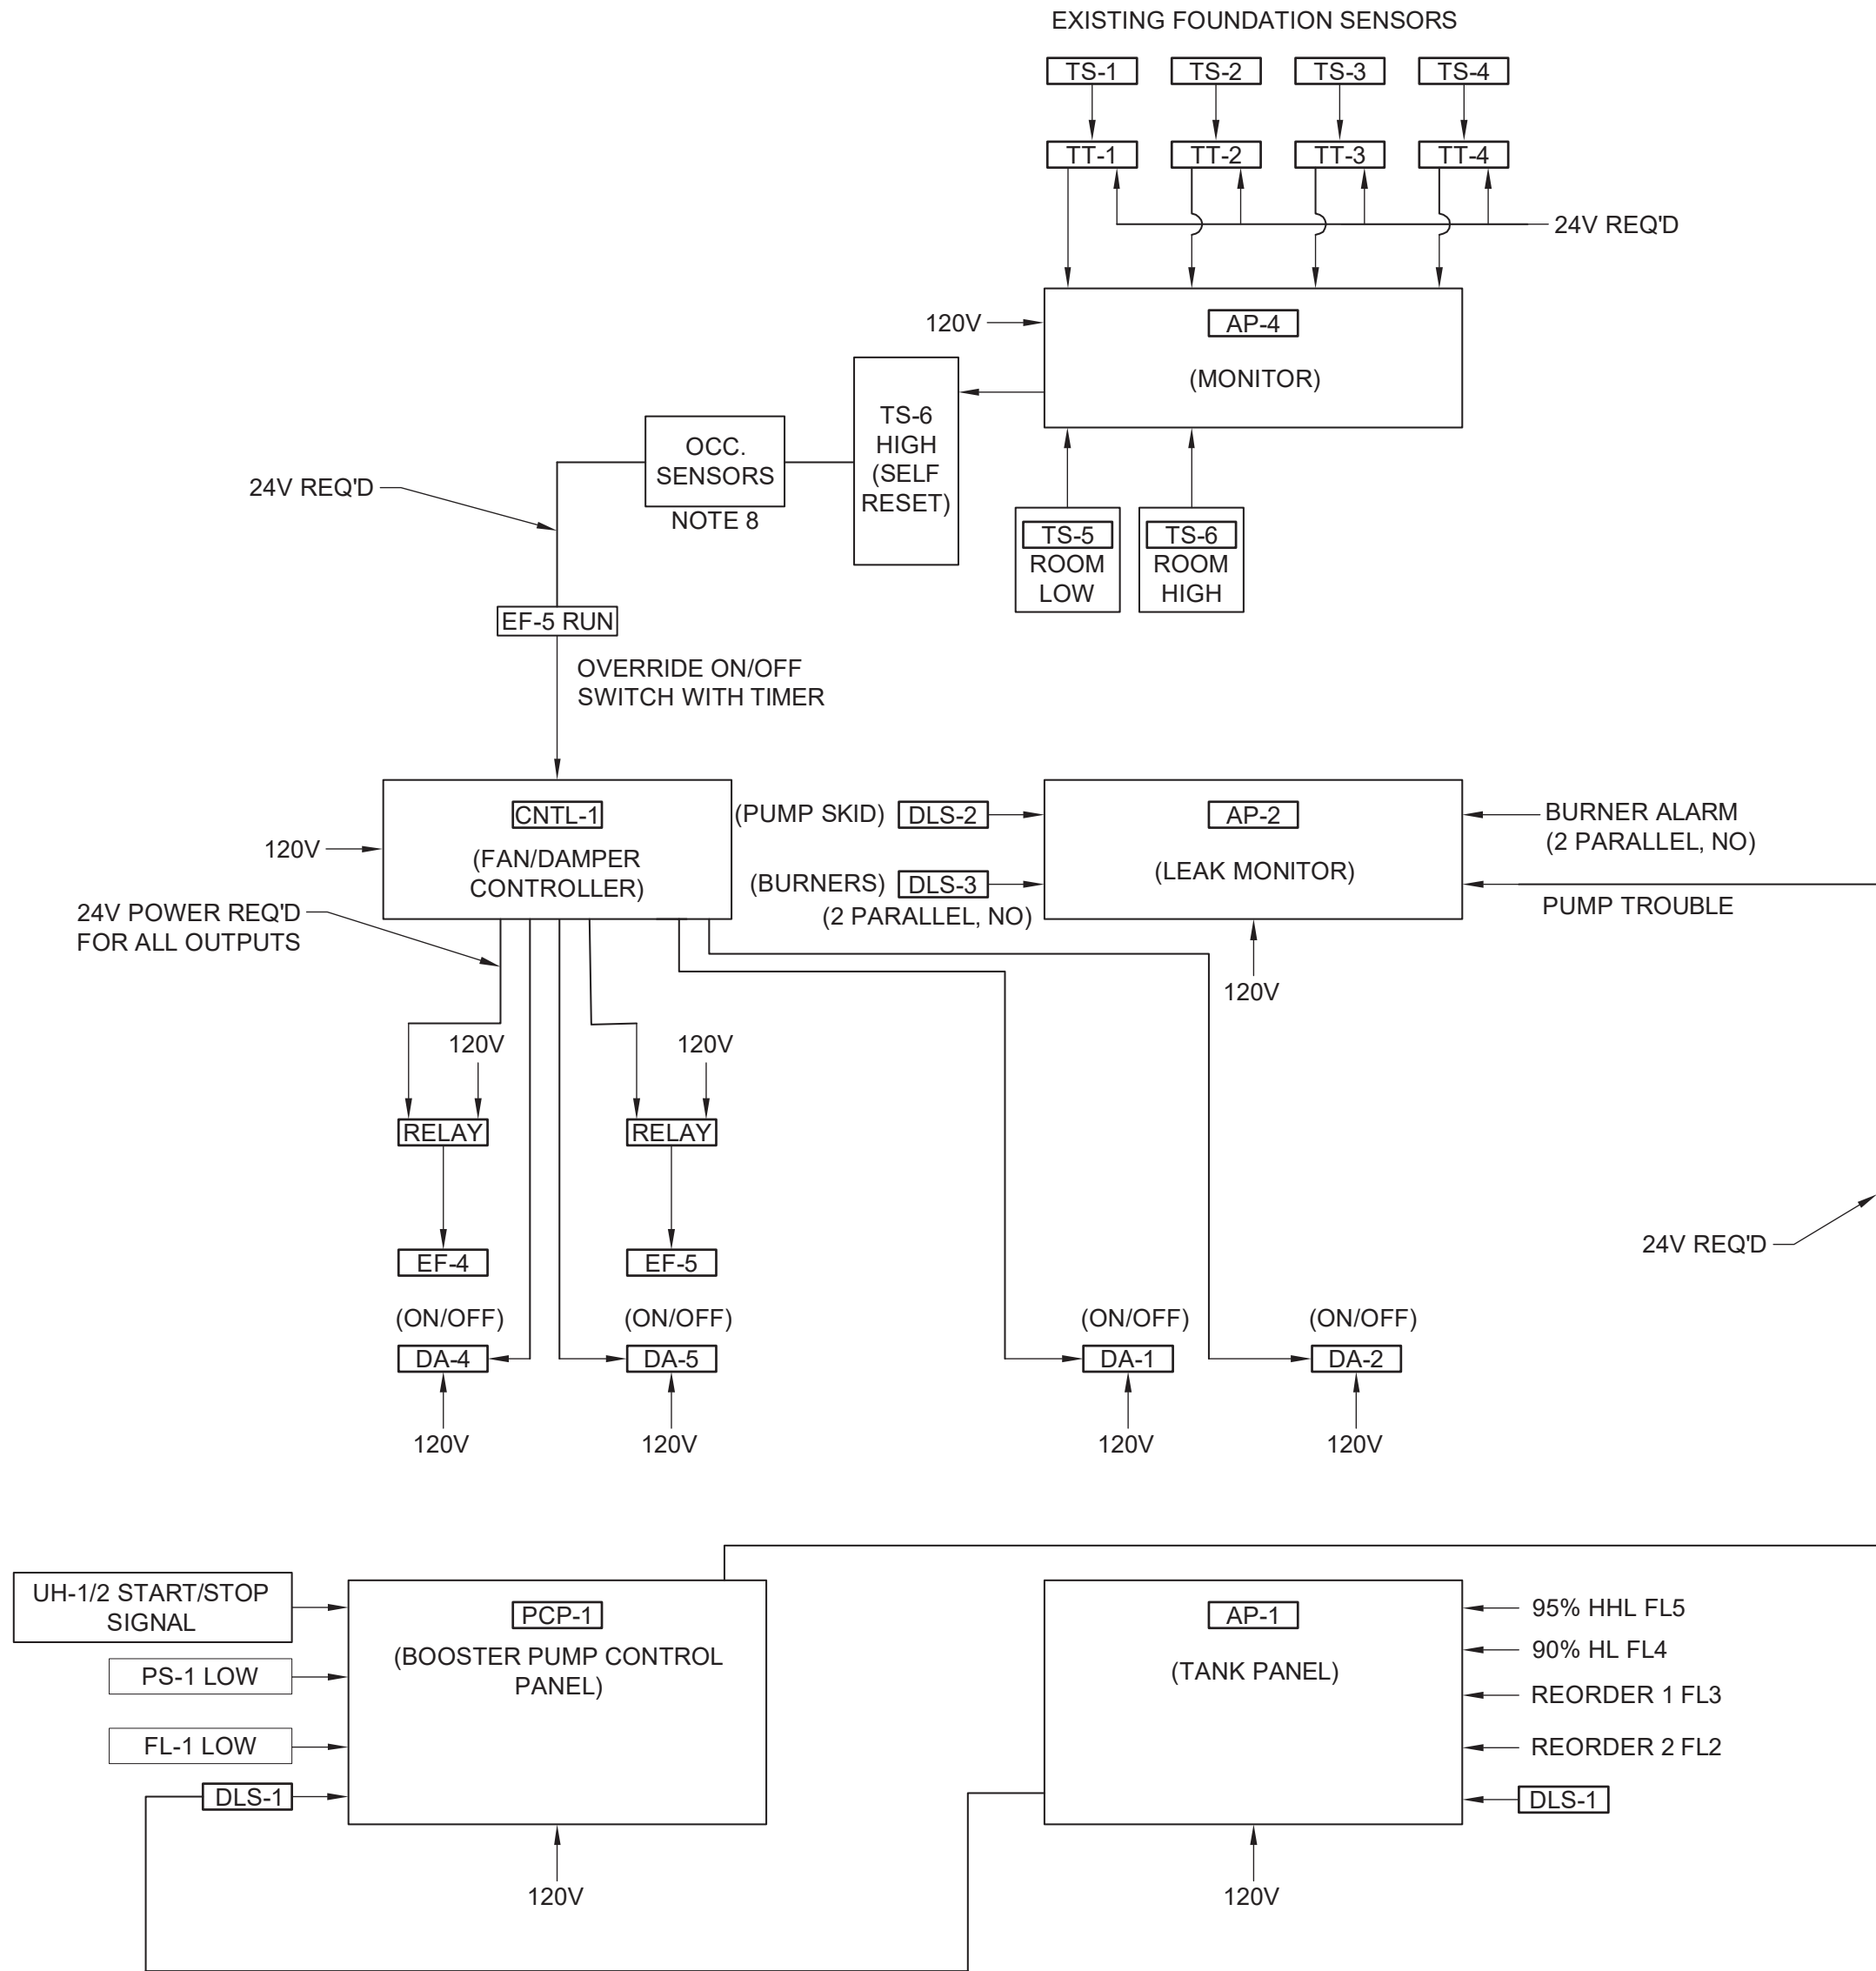 EXISTING FOUNDATION SENSORS
TS-1
TS-2
TS-3
TS-4
TT-1
TT-2
TT-3
TT-4
24V REQ'D
120V
AP-4
(MONITOR)
TS-6
HIGH
(SELF
RESET)
OCC.
SENSORS
NOTE 8
24V REQ'D
TS-5
ROOM
LOW
TS-6
ROOM
HIGH
EF-5 RUN
OVERRIDE ON/OFF
SWITCH WITH TIMER
CNTL-1
(FAN/DAMPER
CONTROLLER)
120V
24V POWER REQ'D
FOR ALL OUTPUTS
(PUMP SKID)
DLS-2
(BURNERS)
DLS-3
(2 PARALLEL, NO)
AP-2
(LEAK MONITOR)
BURNER ALARM
(2 PARALLEL, NO)
PUMP TROUBLE
120V
120V
120V
RELAY
RELAY
EF-4
EF-5
24V REQ'D
(ON/OFF)
(ON/OFF)
(ON/OFF)
(ON/OFF)
DA-4
DA-5
DA-1
DA-2
120V
120V
120V
120V
UH-1/2 START/STOP
SIGNAL
PS-1 LOW
FL-1 LOW
DLS-1
PCP-1
(BOOSTER PUMP CONTROL
PANEL)
120V
AP-1
(TANK PANEL)
95% HHL FL5
90% HL FL4
REORDER 1 FL3
REORDER 2 FL2
DLS-1
120V